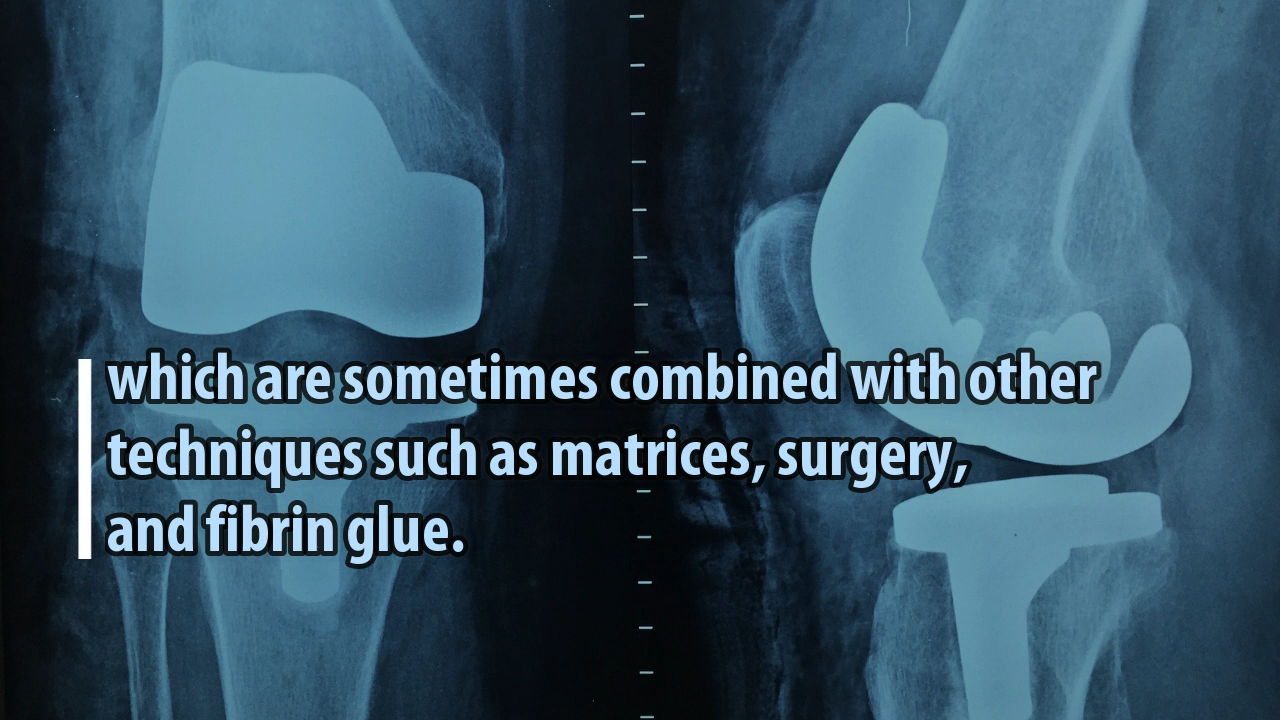 which are sometimes combined with other
techniques such as matrices, surgery,
and fibrin glue.